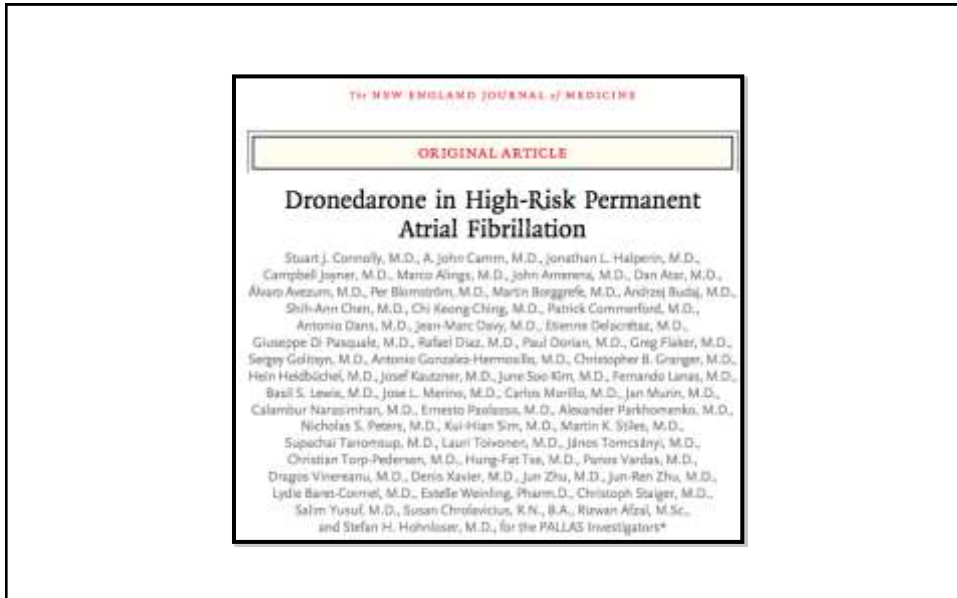 The NEW ENGLAND JOURNAL of MEDICINE
ORIGINAL ARTICLE
Dronedarone in High-Risk Permanent
Atrial Fibrillation
Stuart J. Connolly, M.D., A. John Camm, M.D., Jonathan L. Halperin, M.D.,
Campbell Joyner, M.D., Marco Alings, M.D., John Amerena, M.D., Dan Atar, M.D.,
Álvaro Avezum, M.D., Per Blomström, M.D., Martin Borggrefe, M.D., Andrzej Budaj, M.D.,
Shih-Ann Chen, M.D., Chi Keong Ching, M.D., Patrick Commerford, M.D.,
Antonio Dans, M.D., Jean-Marc Davy, M.D., Etienne Delacrétaz, M.D.,
Giuseppe Di Pasquale, M.D., Rafael Diaz, M.D., Paul Dorian, M.D., Greg Flaker, M.D.,
Sergey Golitsyn, M.D., Antonio Gonzalez-Hermosillo, M.D., Christopher B. Granger, M.D.,
Hein Heidbüchel, M.D., Josef Kautzner, M.D., June Soo Kim, M.D., Fernando Lanas, M.D.,
Basil S. Lewis, M.D., Jose L. Merino, M.D., Carlos Morillo, M.D., Jan Murin, M.D.,
Calambur Narasimhan, M.D., Ernesto Paolasso, M.D., Alexander Parkhomenko, M.D.,
Nicholas S. Peters, M.D., Kui-Hian Sim, M.D., Martin K. Stiles, M.D.,
Supachai Tanomsup, M.D., Lauri Toivonen, M.D., János Tomcsányi, M.D.,
Christian Torp-Pedersen, M.D., Hung-Fat Tse, M.D., Panos Vardas, M.D.,
Dragos Vinereanu, M.D., Denis Xavier, M.D., Jun Zhu, M.D., Jun-Ren Zhu, M.D.,
Lydie Baret-Cormel, M.D., Estelle Weinling, Pharm.D., Christoph Staiger, M.D.,
Salim Yusuf, M.D., Susan Chrolavicius, R.N., B.A., Rizwan Afzal, M.Sc.,
and Stefan H. Hohnloser, M.D., for the PALLAS Investigators*